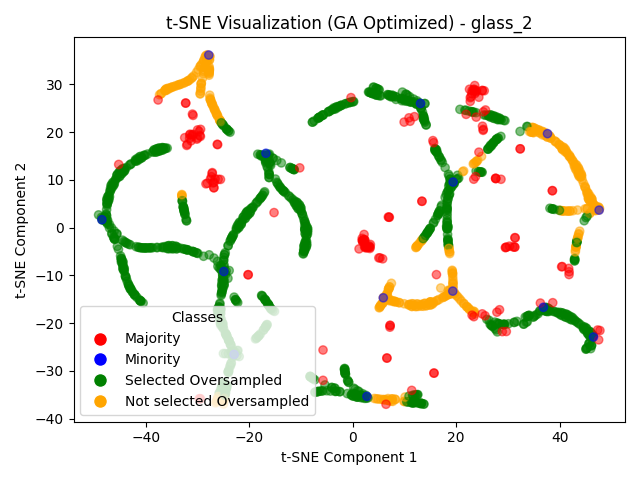 t-SNE Visualization (GA Optimized) - glass_2
t-SNE Component 2
30
20
10
0
−10
−20
−30
−40
Classes
Majority
Minority
Selected Oversampled
Not selected Oversampled
−40
−20
0
20
40
t-SNE Component 1